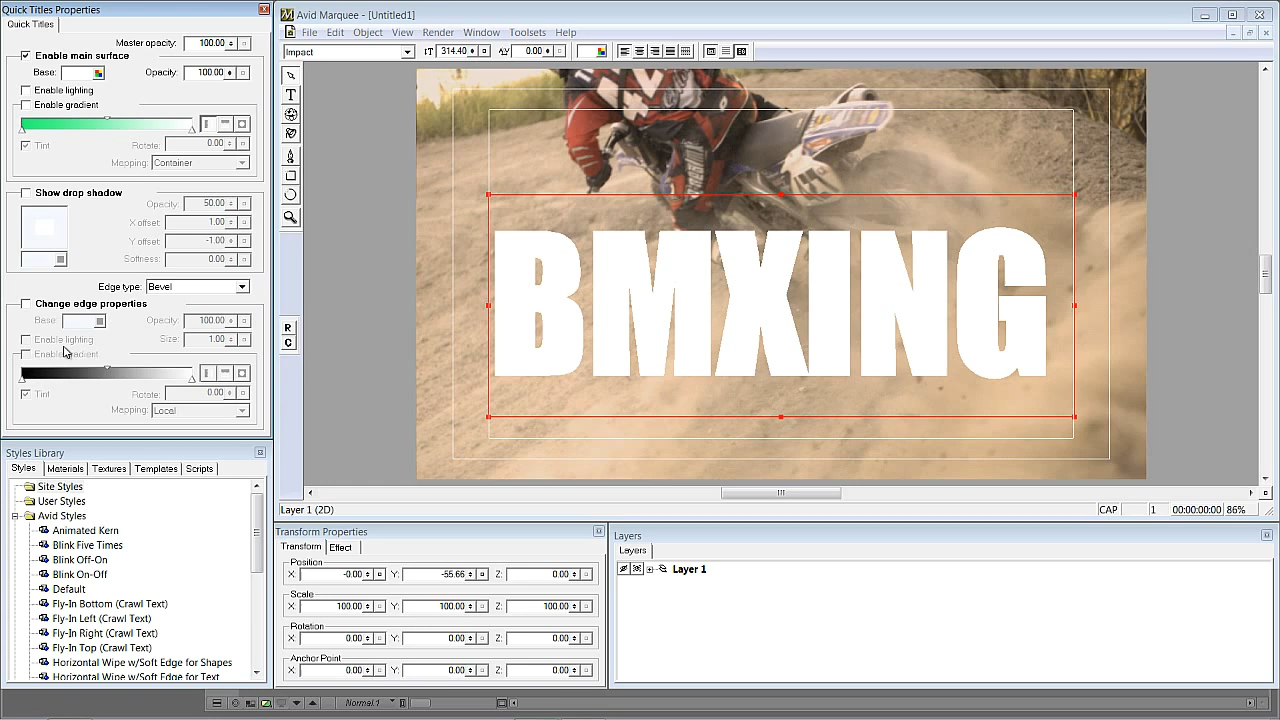 Quick Titles Properties
Quick Titles
Master opacity: 100.00
Enable main surface
Base: Opacity: 100.00
Enable lighting
Enable gradient
Tint Rotate: 0.00
Mapping: Container
Show drop shadow
Opacity: 50.00
X offset: 1.00
Y offset: -1.00
Softness: 0.00
Edge type: Bevel
Change edge properties
Base: Opacity: 100.00
Enable lighting Size: 1.00
Enable gradient
Tint Rotate: 0.00
Mapping: Local
Styles Library
Styles Materials Textures Templates Scripts
Site Styles
User Styles
Avid Styles
Animated Kern
Blink Five Times
Blink Off-On
Blink On-Off
Default
Fly-In Bottom (Crawl Text)
Fly-In Left (Crawl Text)
Fly-In Right (Crawl Text)
Fly-In Top (Crawl Text)
Horizontal Wipe w/Soft Edge for Shapes
Horizontal Wipe w/Soft Edge for Text
Avid Marquee - [Untitled1]
File Edit Object View Render Window Toolsets Help
Impact 314.40 AV 0.00
T
R
C
BMXING
Layer 1 (2D) CAP 1 00:00:00:00 86%
Transform Properties
Transform Effect
Position
X: -0.00 Y: -55.66 Z: 0.00
Scale
X: 100.00 Y: 100.00 Z: 100.00
Rotation
X: 0.00 Y: 0.00 Z: 0.00
Anchor Point
X: 0.00 Y: 0.00 Z: 0.00
Layers
Layers
Layer 1
Normal.1